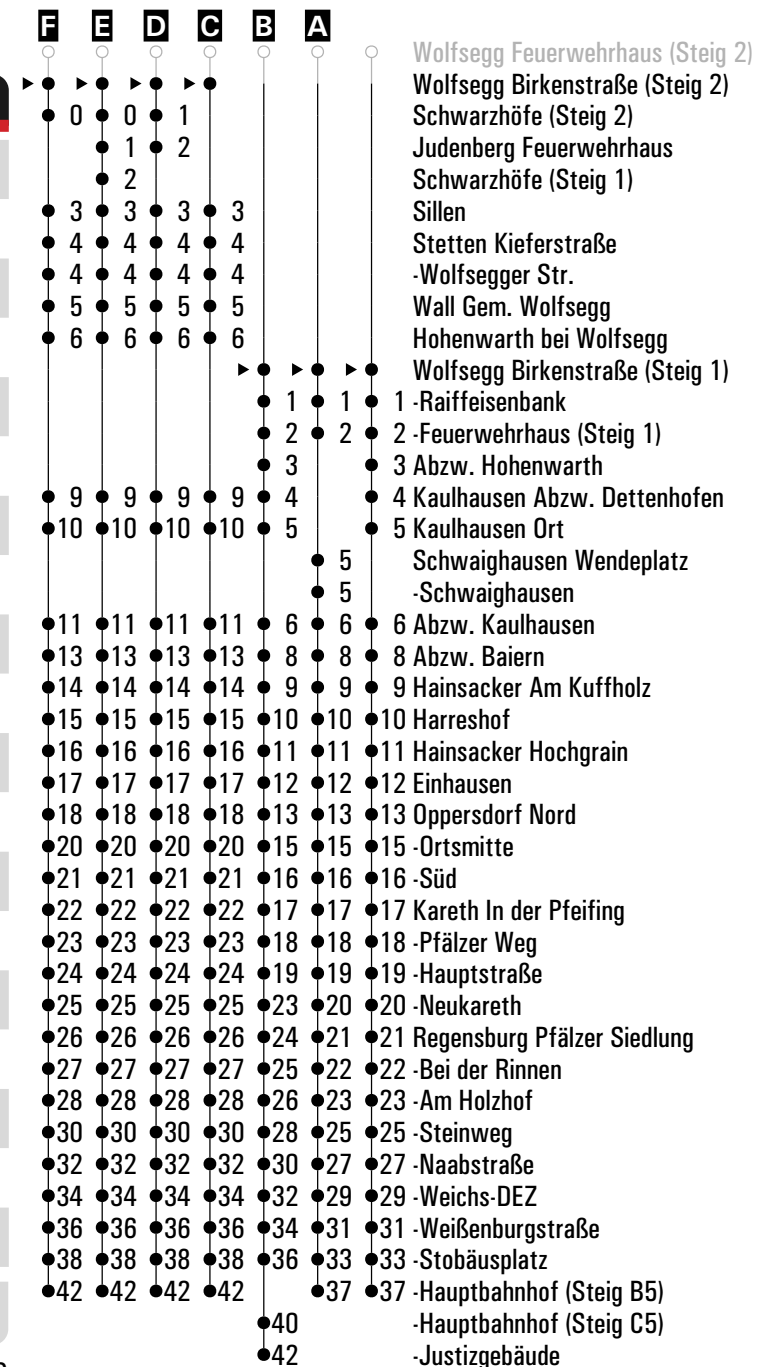 F E D C B A
Wolfsegg Feuerwehrhaus (Steig 2)
Wolfsegg Birkenstraße (Steig 2)
0 0 1 Schwarzhöfe (Steig 2)
1 2 Judenberg Feuerwehrhaus
2 Schwarzhöfe (Steig 1)
3 3 3 3 Sillen
4 4 4 4 Stetten Kieferstraße
4 4 4 4 -Wolfsegger Str.
5 5 5 5 Wall Gem. Wolfsegg
6 6 6 6 Hohenwarth bei Wolfsegg
Wolfsegg Birkenstraße (Steig 1)
1 1 1 -Raiffeisenbank
2 2 2 -Feuerwehrhaus (Steig 1)
3 3 Abzw. Hohenwarth
9 9 9 9 4 4 Kaulhausen Abzw. Dettenhofen
10 10 10 10 5 5 Kaulhausen Ort
5 Schwaighausen Wendeplatz
5 -Schwaighausen
11 11 11 11 6 6 6 Abzw. Kaulhausen
13 13 13 13 8 8 8 Abzw. Baiern
14 14 14 14 9 9 9 Hainsacker Am Kuffholz
15 15 15 15 10 10 10 Harreshof
16 16 16 16 11 11 11 Hainsacker Hochgrain
17 17 17 17 12 12 12 Einhausen
18 18 18 18 13 13 13 Oppersdorf Nord
20 20 20 20 15 15 15 -Ortsmitte
21 21 21 21 16 16 16 -Süd
22 22 22 22 17 17 17 Kareth In der Pfeifing
23 23 23 23 18 18 18 -Pfälzer Weg
24 24 24 24 19 19 19 -Hauptstraße
25 25 25 25 23 20 20 -Neukareth
26 26 26 26 24 21 21 Regensburg Pfälzer Siedlung
27 27 27 27 25 22 22 -Bei der Rinnen
28 28 28 28 26 23 23 -Am Holzhof
30 30 30 30 28 25 25 -Steinweg
32 32 32 32 30 27 27 -Naabstraße
34 34 34 34 32 29 29 -Weichs-DEZ
36 36 36 36 34 31 31 -Weißenburgstraße
38 38 38 38 36 33 33 -Stobäusplatz
42 42 42 42 37 37 -Hauptbahnhof (Steig B5)
40 -Hauptbahnhof (Steig C5)
42 -Justizgebäude